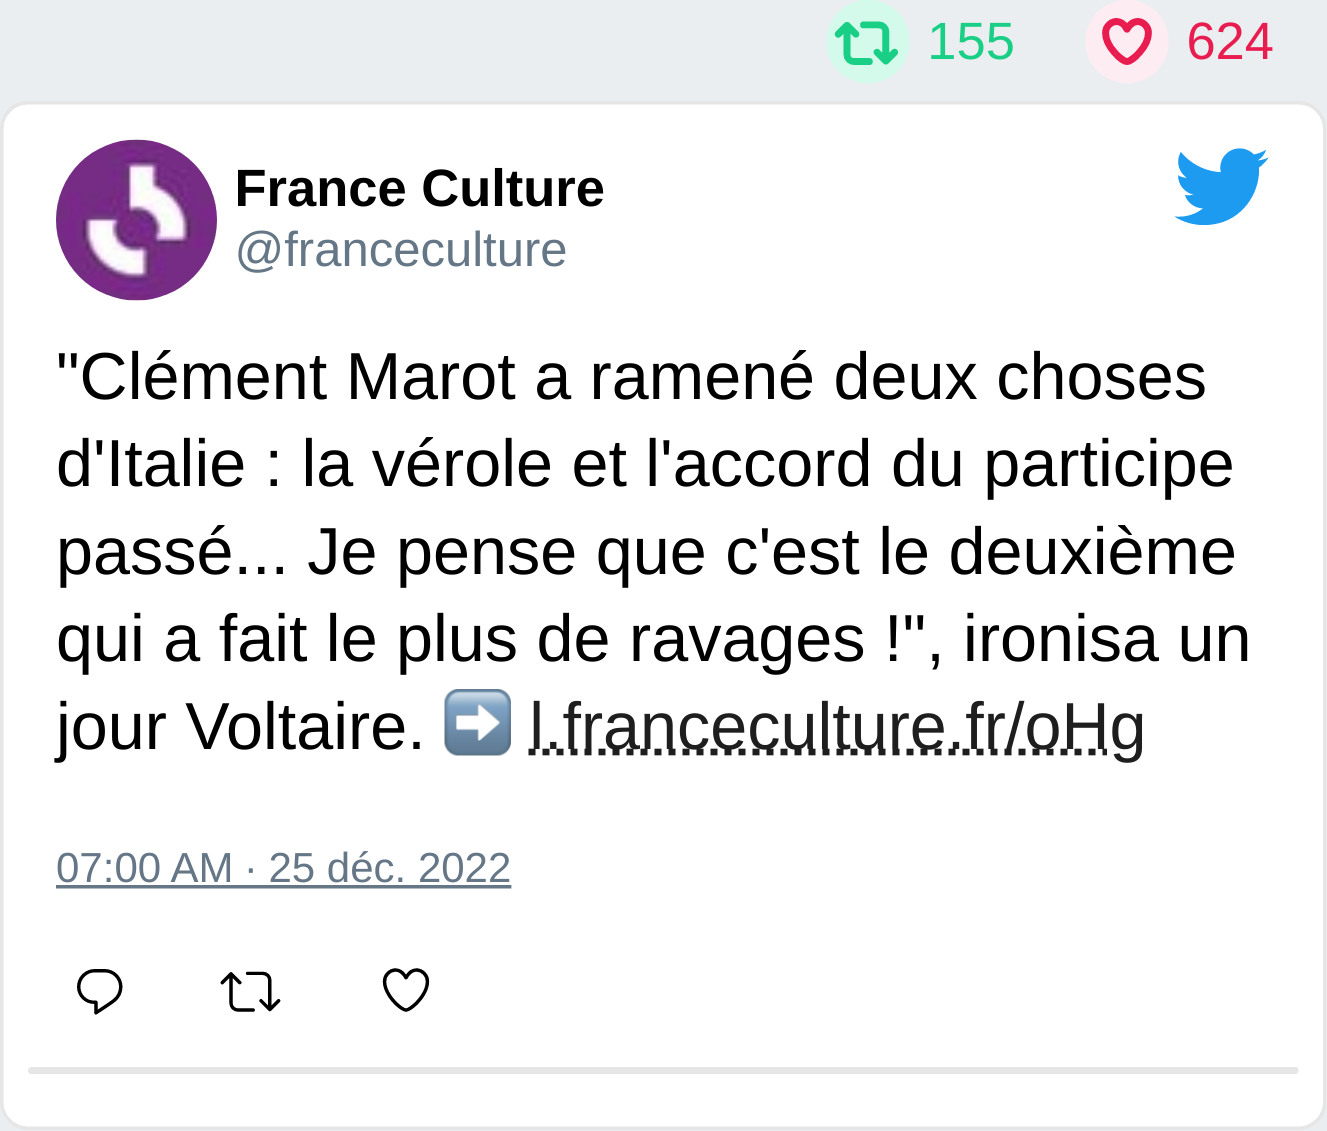 155 624
France Culture
@franceculture
"Clément Marot a ramené deux choses
d'Italie : la vérole et l'accord du participe
passé... Je pense que c'est le deuxième
qui a fait le plus de ravages !", ironisa un
jour Voltaire. ➡️ l.franceculture.fr/oHg
07:00 AM · 25 déc. 2022